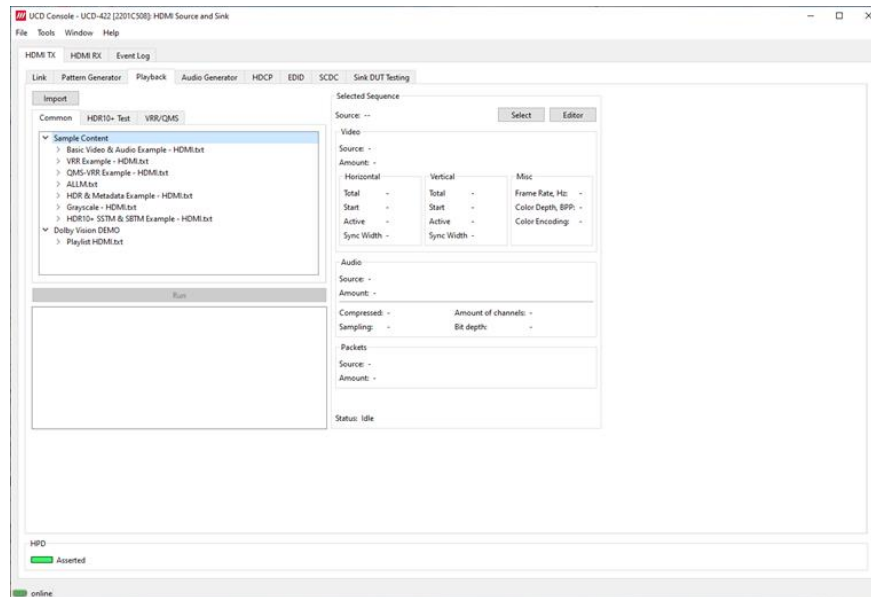 UCD Console - UCD-422 [2201C508]: HDMI Source and Sink
File Tools Window Help
HDMI TX HDMI RX Event Log
Link Pattern Generator Playback Audio Generator HDCP EDID SCDC Sink DUT Testing
Import
Common HDR10+ Test VRR/QMS
Sample Content
Basic Video & Audio Example - HDMI.txt
VRR Example - HDMI.txt
QMS-VRR Example - HDMI.txt
ALLM.txt
HDR & Metadata Example - HDMI.txt
Grayscale - HDMI.txt
HDR10+ SSTM & SBTM Example - HDMI.txt
Dolby Vision DEMO
Playlist HDMI.txt
Run
Selected Sequence
Source: -- Select Editor
Video
Source: -
Amount: -
Horizontal Vertical Misc
Total - Total - Frame Rate, Hz: -
Start - Start - Color Depth, BPP: -
Active - Active - Color Encoding: -
Sync Width - Sync Width -
Audio
Source: -
Amount: -
Compressed: - Amount of channels: -
Sampling: - Bit depth: -
Packets
Source: -
Amount: -
Status: Idle
HPD
Asserted
online